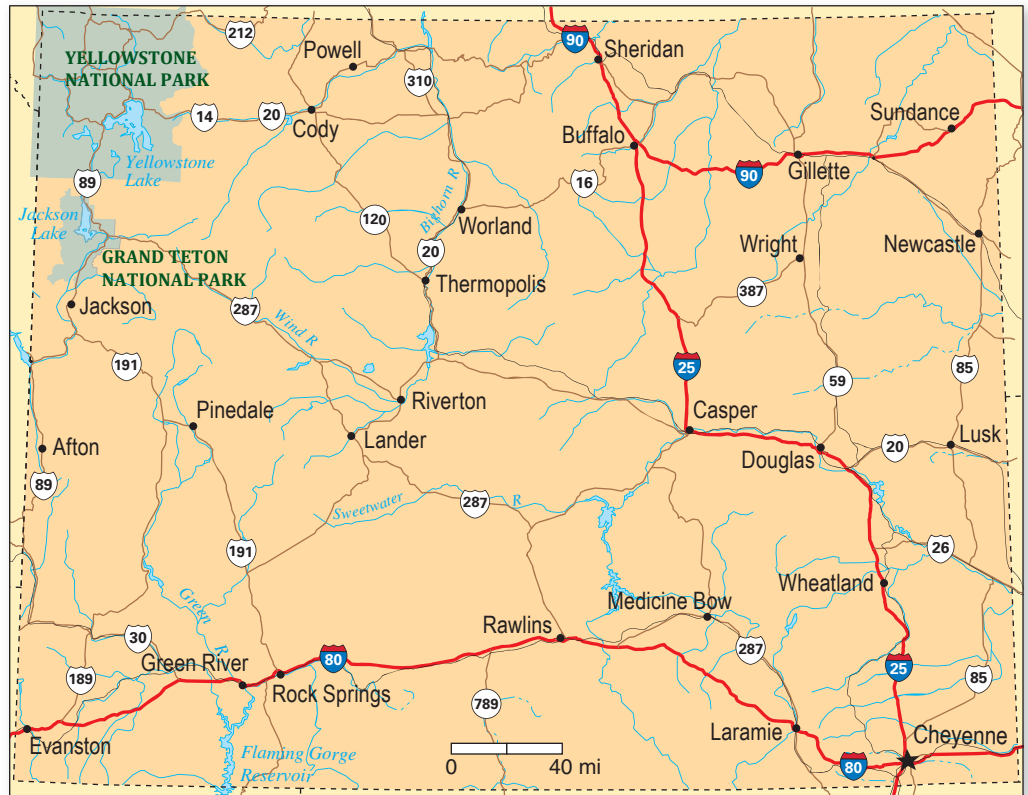 212
90
Sheridan
YELLOWSTONE
NATIONAL PARK
Powell
310
14
20
Cody
Sundance
Buffalo
Gillette
90
Yellowstone
Lake
89
16
Bighorn R
Jackson
Lake
120
Worland
20
Wright
Newcastle
GRAND TETON
NATIONAL PARK
Thermopolis
387
Jackson
287
Wind R
191
25
59
85
Pinedale
Riverton
Casper
Lander
Afton
Douglas
20
Lusk
89
Sweetwater R
287
191
26
Wheatland
Green R
Medicine Bow
30
Rawlins
287
Green River
80
25
189
Rock Springs
85
789
Laramie
Cheyenne
Evanston
Flaming Gorge
Reservoir
0 40 mi
80